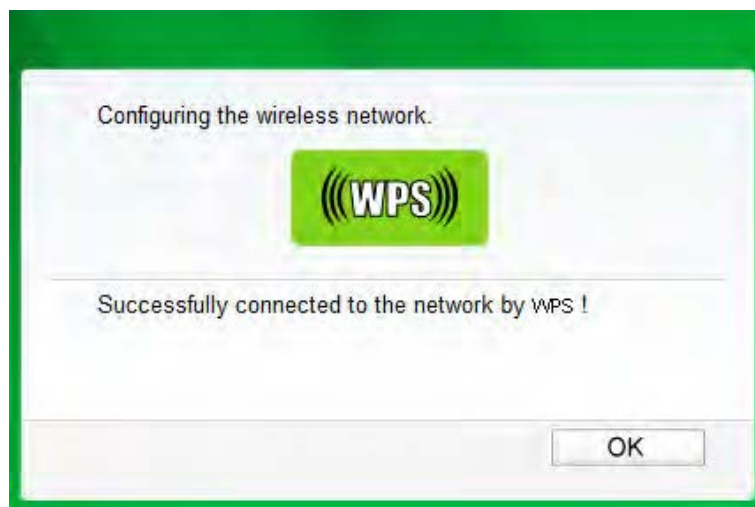 Configuring the wireless network.
WPS
Successfully connected to the network by WPS !
OK